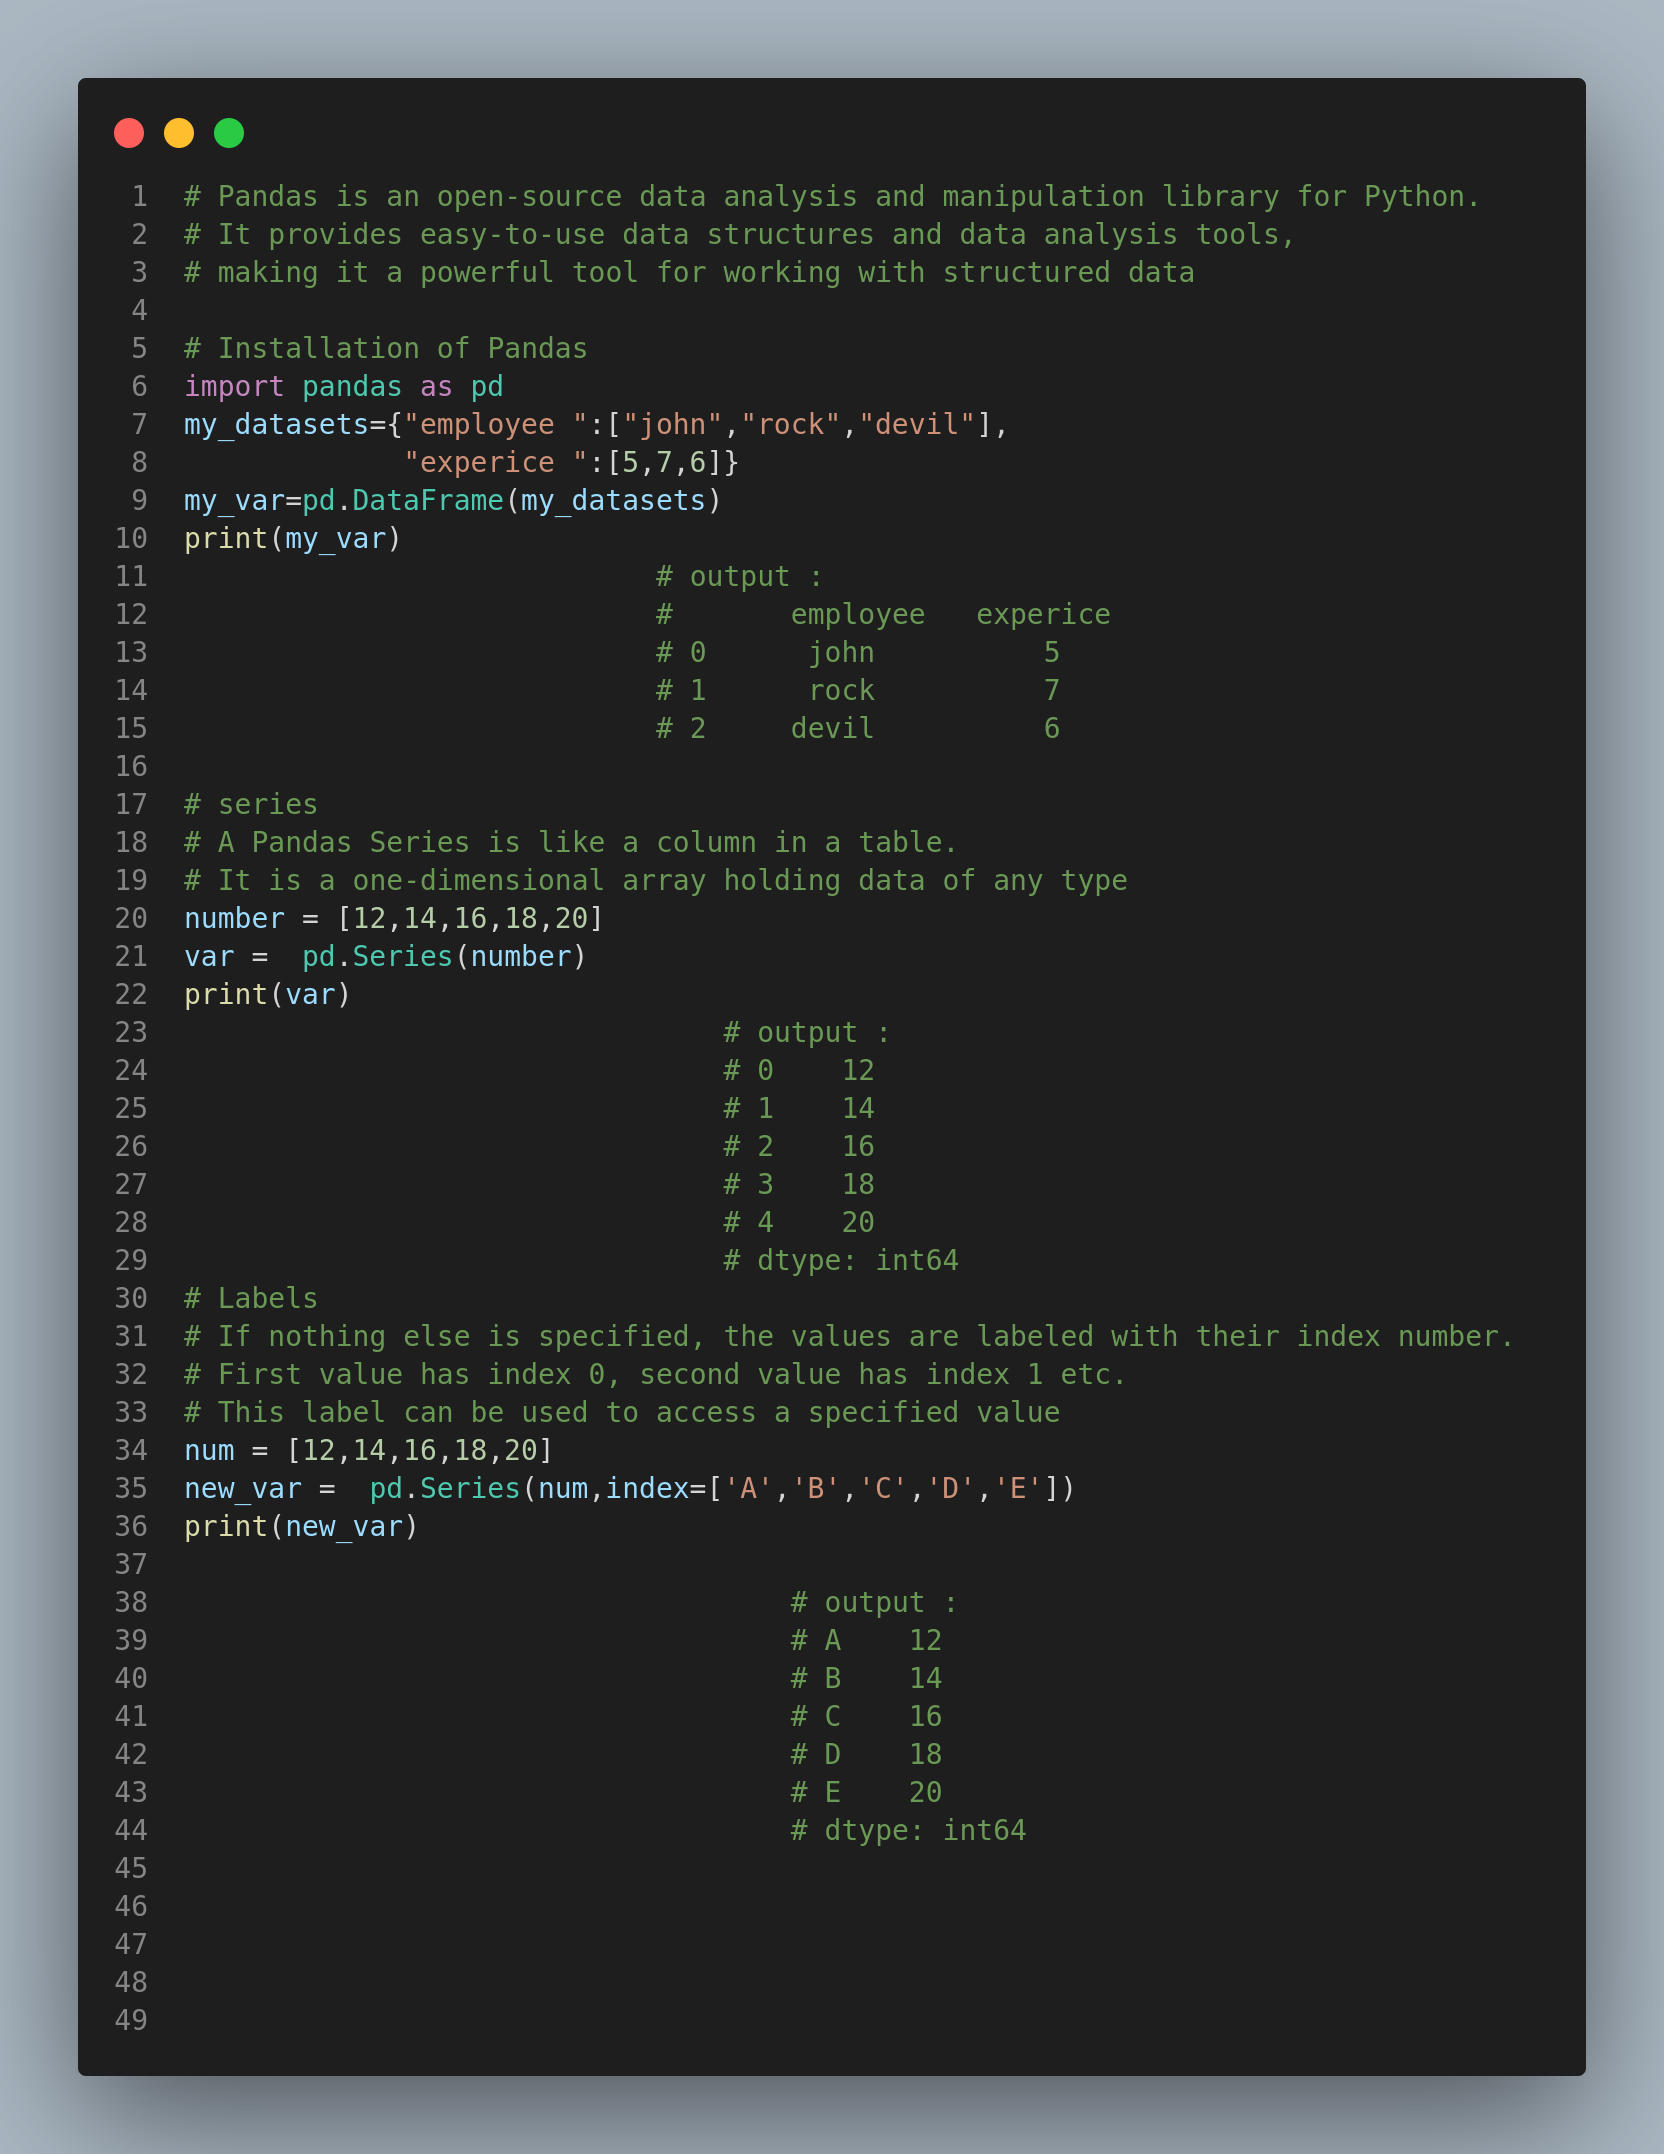 1 # Pandas is an open-source data analysis and manipulation library for Python.
2 # It provides easy-to-use data structures and data analysis tools,
3 # making it a powerful tool for working with structured data
4
5 # Installation of Pandas
6 import pandas as pd
7 my_datasets={"employee ":["john","rock","devil"],
8              "experice ":[5,7,6]}
9 my_var=pd.DataFrame(my_datasets)
10 print(my_var)
11                             # output :
12                             #       employee   experice
13                             # 0      john          5
14                             # 1      rock          7
15                             # 2     devil          6
16
17 # series
18 # A Pandas Series is like a column in a table.
19 # It is a one-dimensional array holding data of any type
20 number = [12,14,16,18,20]
21 var =  pd.Series(number)
22 print(var)
23                                 # output :
24                                 # 0    12
25                                 # 1    14
26                                 # 2    16
27                                 # 3    18
28                                 # 4    20
29                                 # dtype: int64
30 # Labels
31 # If nothing else is specified, the values are labeled with their index number.
32 # First value has index 0, second value has index 1 etc.
33 # This label can be used to access a specified value
34 num = [12,14,16,18,20]
35 new_var =  pd.Series(num,index=['A','B','C','D','E'])
36 print(new_var)
37
38                                     # output :
39                                     # A    12
40                                     # B    14
41                                     # C    16
42                                     # D    18
43                                     # E    20
44                                     # dtype: int64
45
46
47
48
49